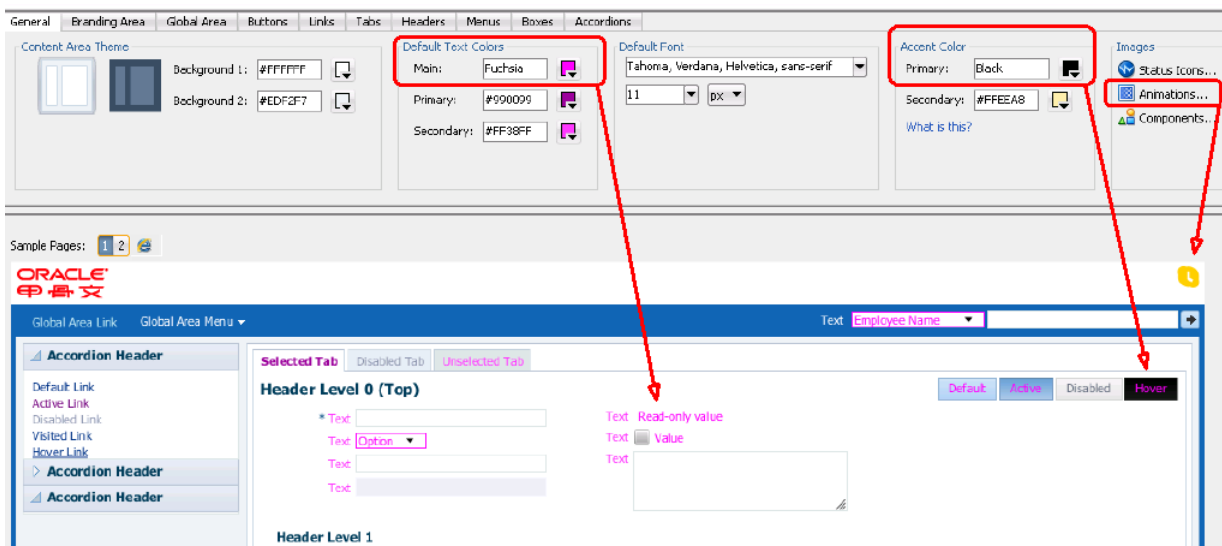 General Branding Area Global Area Buttons Links Tabs Headers Menus Boxes Accordions
Content Area Theme
Background 1: #FFFFFF
Background 2: #EDF2F7
Default Text Colors
Main: Fuchsia
Primary: #990099
Secondary: #FF38FF
Default Font
Tahoma, Verdana, Helvetica, sans-serif
11 px
Accent Color
Primary: Black
Secondary: #FFEEA8
What is this?
Images
Status Icons...
Animations...
Components...
Sample Pages: 1 2
ORACLE
甲骨文
Global Area Link Global Area Menu
Text Employee Name
Accordion Header
Default Link
Active Link
Disabled Link
Visited Link
Hover Link
Accordion Header
Accordion Header
Selected Tab Disabled Tab Unselected Tab
Header Level 0 (Top)
Default Active Disabled Hover
* Text
Text Option
Text
Text
Text Read-only value
Text Value
Text
Header Level 1